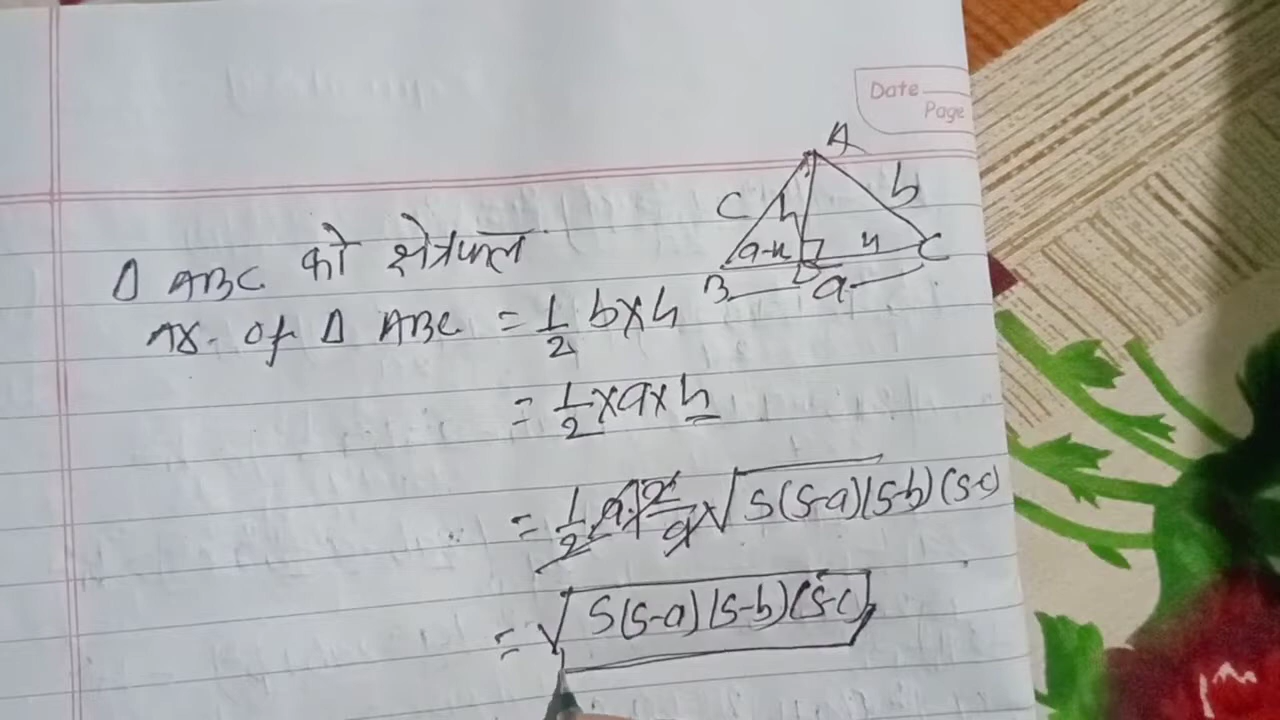 Date
Page
A
C h b
a-x x C
B D a
Δ ABC को क्षेत्रफल
Ar. Of Δ ABC = 1/2 b×h
= 1/2 × a × h
= 1/2 × a × 2/a × √S(S-a)(S-b)(S-c)
= √S(S-a)(S-b)(S-c)